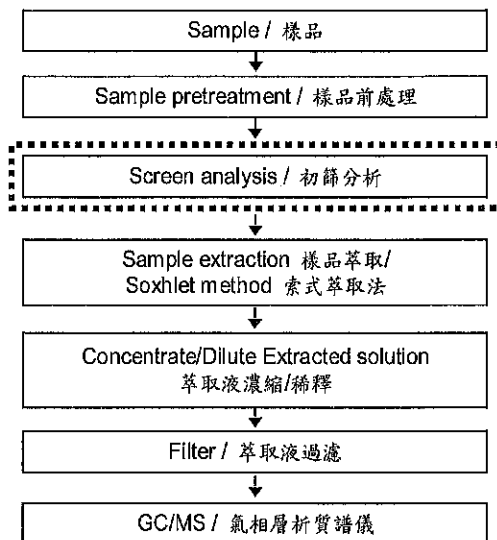 Sample / 樣品
Sample pretreatment / 樣品前處理
Screen analysis / 初篩分析
Sample extraction 樣品萃取/
Soxhlet method 索式萃取法
Concentrate/Dilute Extracted solution
萃取液濃縮/稀釋
Filter / 萃取液過濾
GC/MS / 氣相層析質譜儀